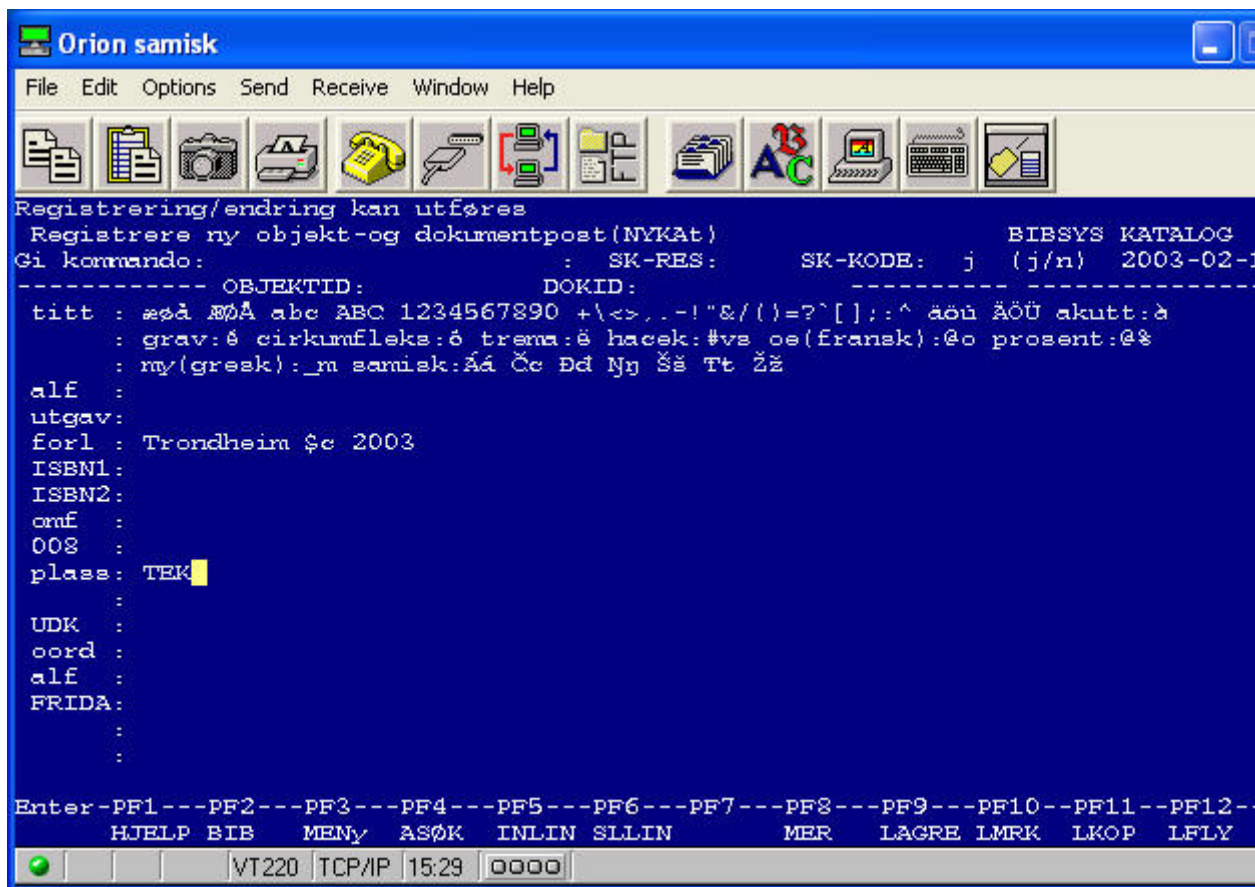 Orion samisk
File Edit Options Send Receive Window Help
FTP
Registrering/endring kan utføres
Registrere ny objekt-og dokumentpost(NYKAt) BIBSYS KATALOG
Gi kommando: : SK-RES: SK-KODE: j (j/n) 2003-02-1
------------ OBJEKTID: DOKID: ---------- ---------------
titt : æøå ÆØÅ abc ABC 1234567890 +\<>,.-!"&/()=?`[];:^ äöü ÄÖÜ akutt:à
: grav:é cirkumfleks:ô trema:ë hacek:#vs oe(fransk):@o prosent:@%
: my(gresk):_m samisk:Áá Čc Đđ Ŋŋ Šš Tt Žž
alf :
utgav:
forl : Trondheim $c 2003
ISBN1:
ISBN2:
omf :
008 :
plass: TEK
:
UDK :
oord :
alf :
FRIDA:
:
:
Enter-PF1---PF2---PF3---PF4---PF5---PF6---PF7---PF8---PF9---PF10--PF11--PF12-
HJELP BIB MENy ASØK INLIN SLLIN MER LAGRE LMRK LKOP LFLY
VT220 TCP/IP 15:29